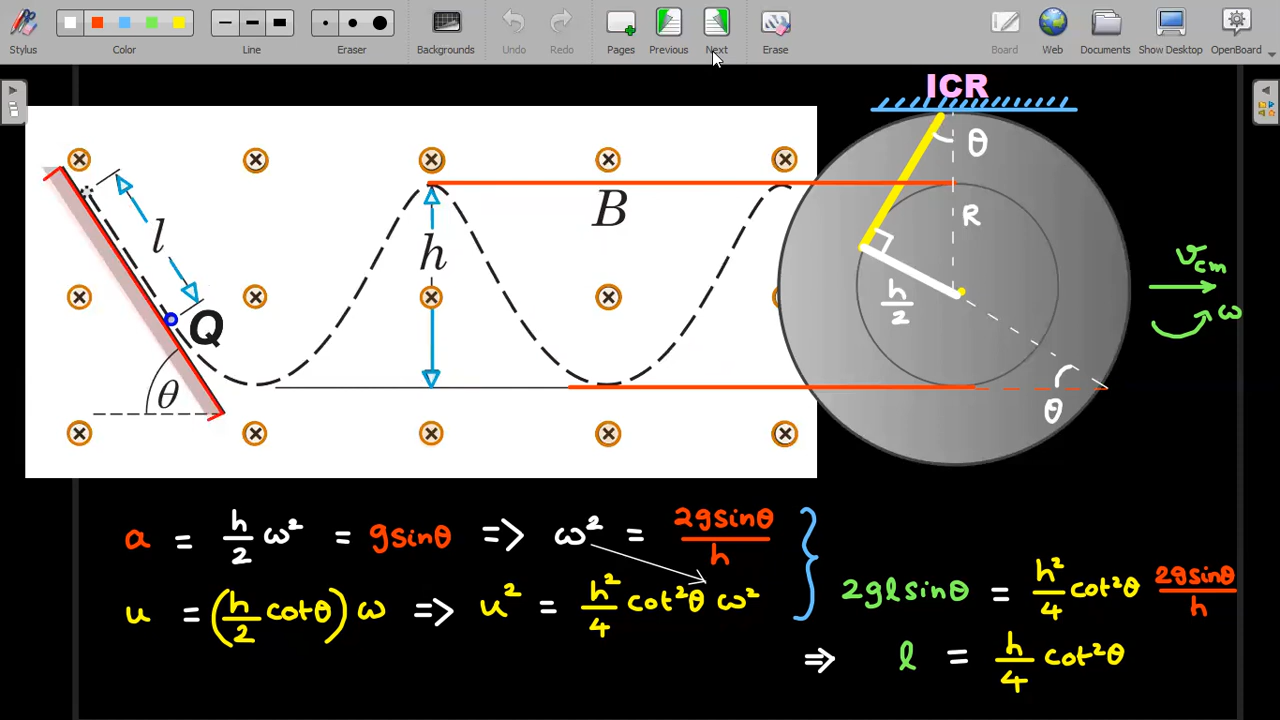 Stylus Color Line Eraser Backgrounds Undo Redo Pages Previous Next Erase Board Web Documents Show Desktop OpenBoard
ICR
θ
l
B
R
h
v_cm
h/2
ω
Q
θ
θ
a = h/2 ω² = gsinθ => ω² = 2gsinθ/h
u = (h/2 cotθ) ω => u² = h²/4 cot²θ ω²
2glsinθ = h²/4 cot²θ 2gsinθ/h
⇒ l = h/4 cot²θ